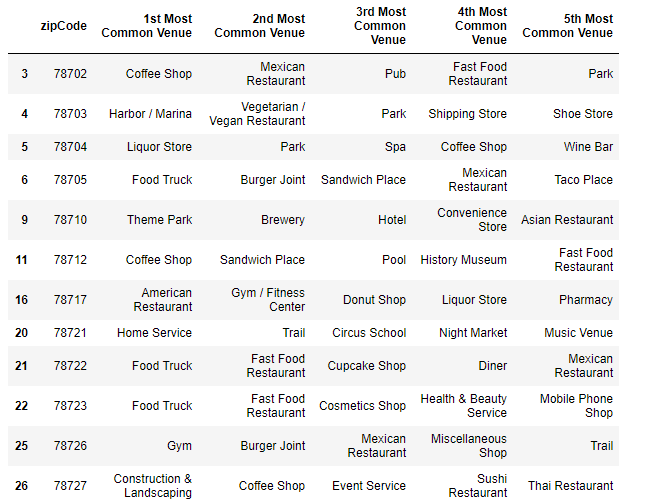 zipCode 1st Most Common Venue 2nd Most Common Venue 3rd Most Common Venue 4th Most Common Venue 5th Most Common Venue
3 78702 Coffee Shop Mexican Restaurant Pub Fast Food Restaurant Park
4 78703 Harbor / Marina Vegetarian / Vegan Restaurant Park Shipping Store Shoe Store
5 78704 Liquor Store Park Spa Coffee Shop Wine Bar
6 78705 Food Truck Burger Joint Sandwich Place Mexican Restaurant Taco Place
9 78710 Theme Park Brewery Hotel Convenience Store Asian Restaurant
11 78712 Coffee Shop Sandwich Place Pool History Museum Fast Food Restaurant
16 78717 American Restaurant Gym / Fitness Center Donut Shop Liquor Store Pharmacy
20 78721 Home Service Trail Circus School Night Market Music Venue
21 78722 Food Truck Fast Food Restaurant Cupcake Shop Diner Mexican Restaurant
22 78723 Food Truck Fast Food Restaurant Cosmetics Shop Health & Beauty Service Mobile Phone Shop
25 78726 Gym Burger Joint Mexican Restaurant Miscellaneous Shop Trail
26 78727 Construction & Landscaping Coffee Shop Event Service Sushi Restaurant Thai Restaurant